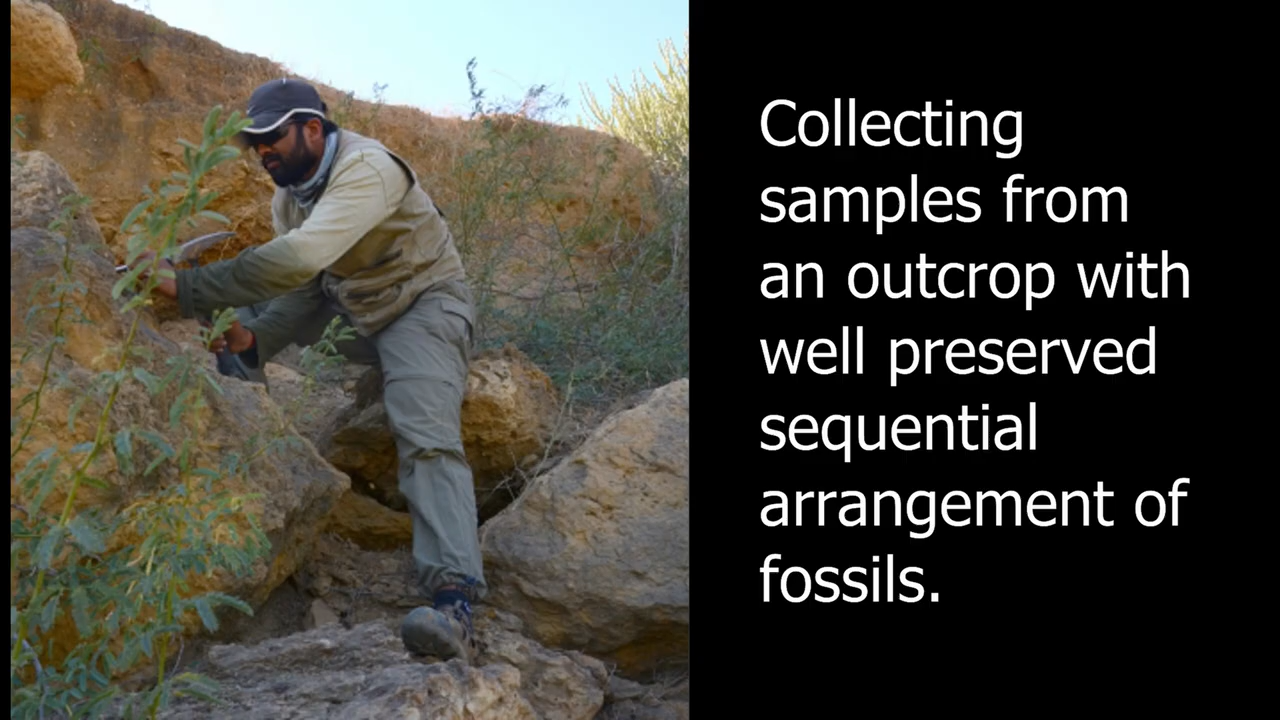 Collecting
samples from
an outcrop with
well preserved
sequential
arrangement of
fossils.